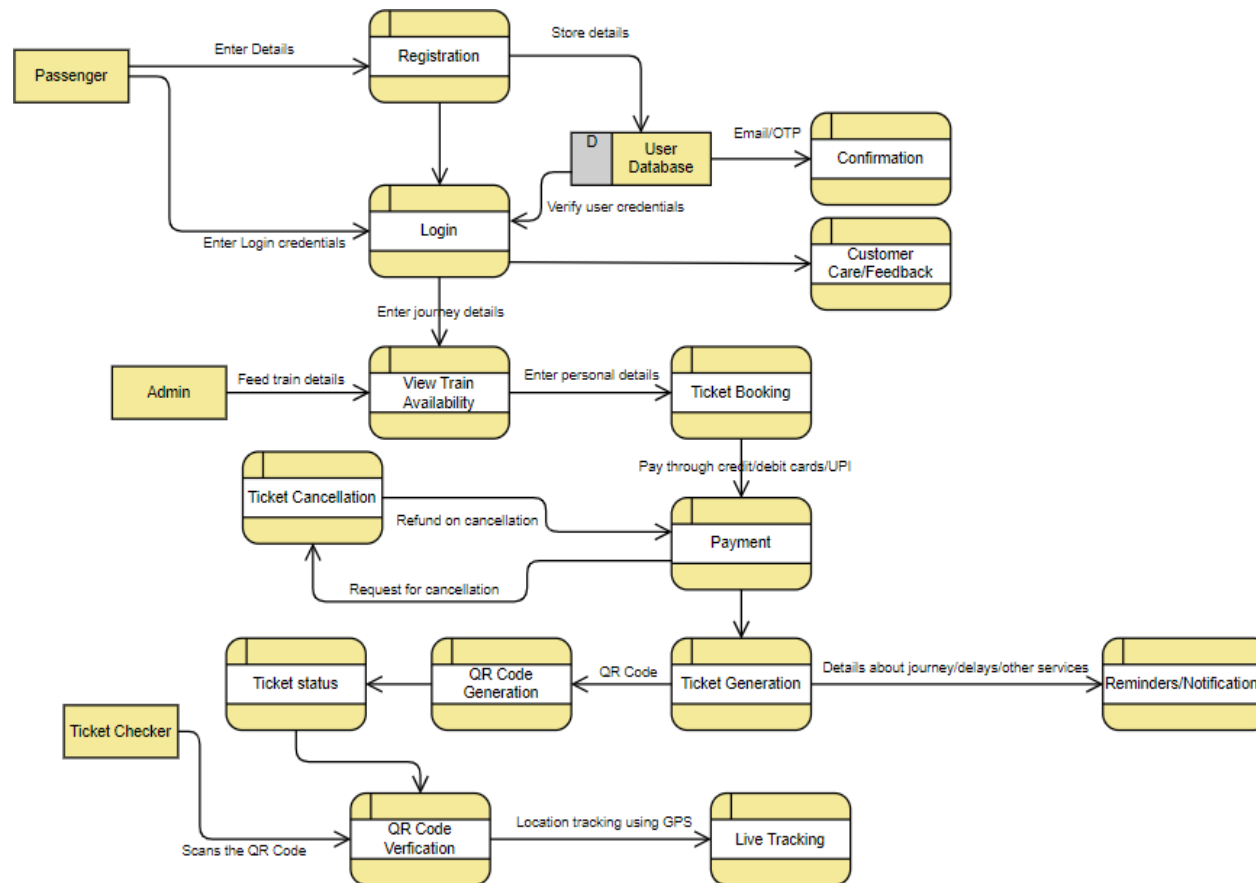 Enter Details
Registration
Store details
Passenger
D
User
Database
Email/OTP
Confirmation
Verify user credentials
Enter Login credentials
Login
Customer
Care/Feedback
Enter journey details
Admin
Feed train details
View Train
Availability
Enter personal details
Ticket Booking
Pay through credit/debit cards/UPI
Ticket Cancellation
Refund on cancellation
Payment
Request for cancellation
Ticket status
QR Code
Generation
QR Code
Ticket Generation
Details about journey/delays/other services
Reminders/Notification
Ticket Checker
Scans the QR Code
QR Code
Verfication
Location tracking using GPS
Live Tracking